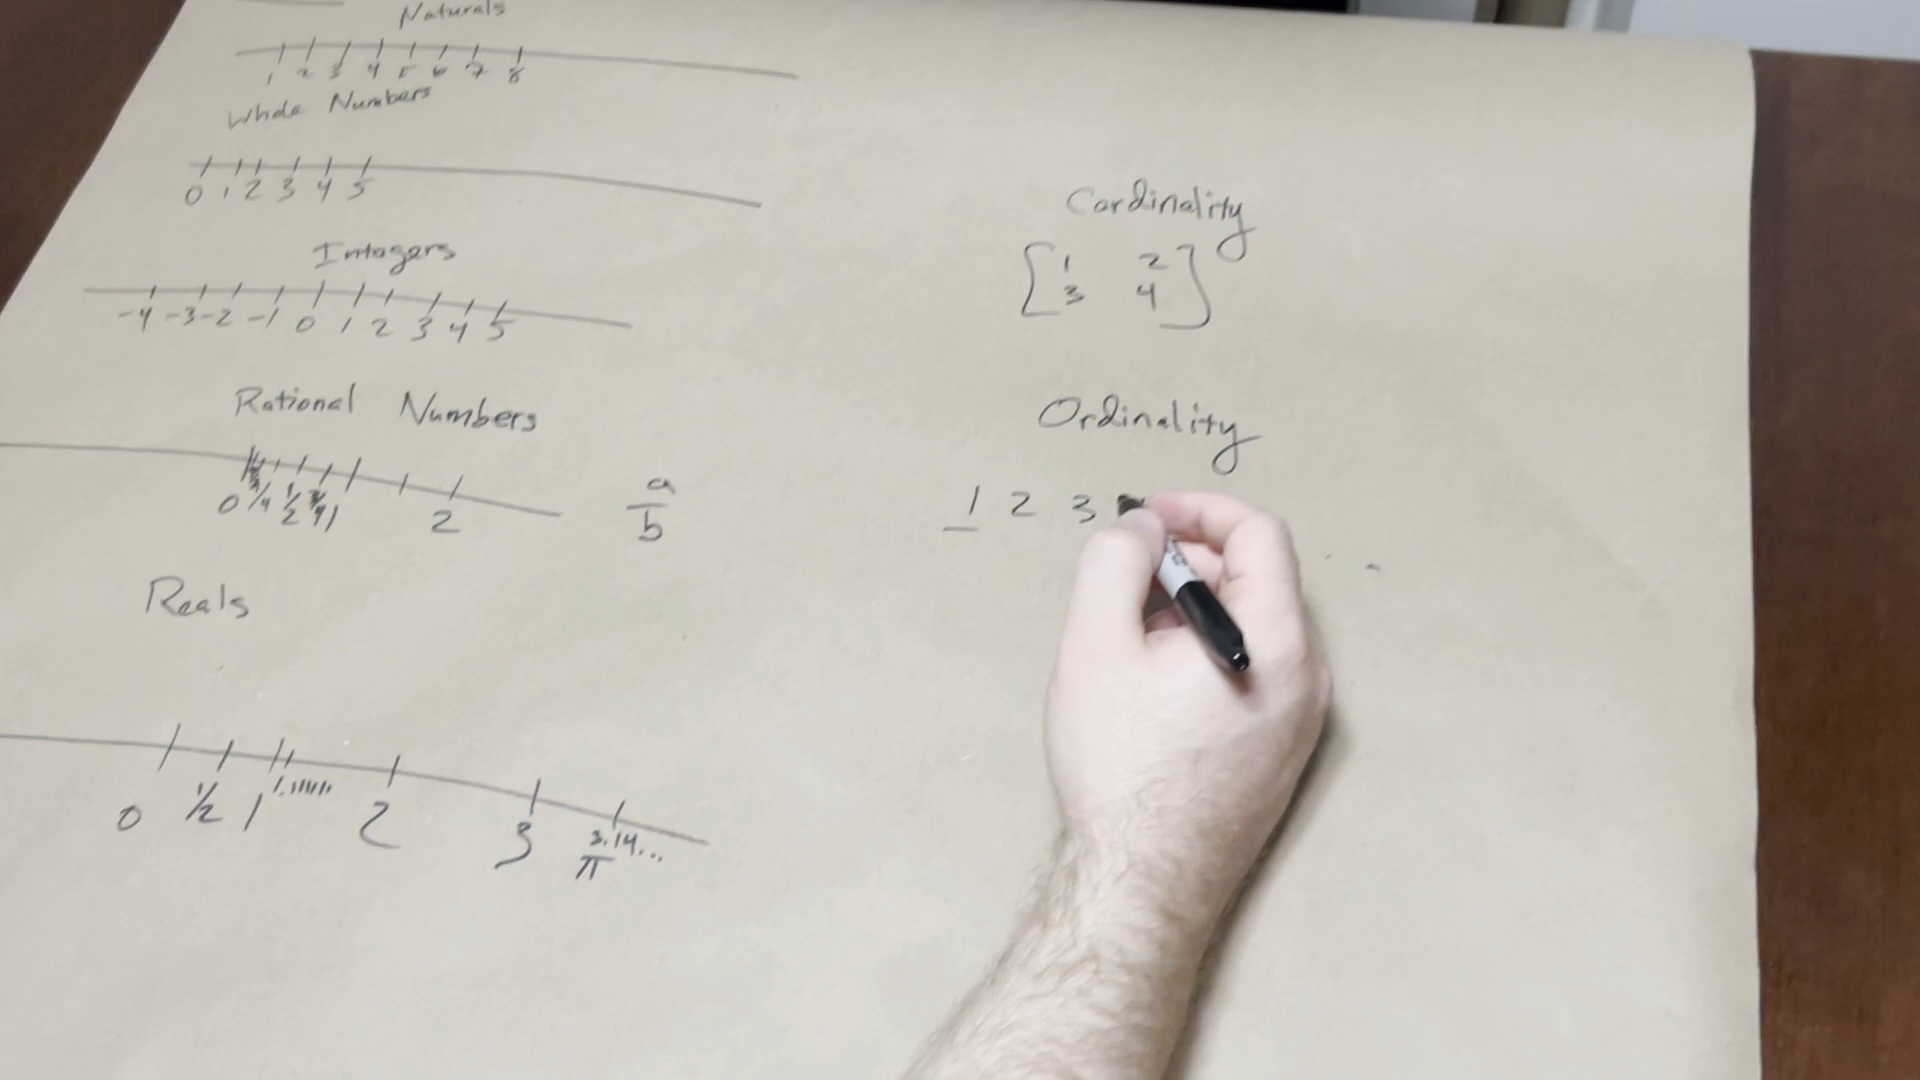 Naturals
1 2 3 4 5 6 7 8
Whole Numbers
0 1 2 3 4 5
Intagers
-4 -3 -2 -1 0 1 2 3 4 5
Rational Numbers
0 1/4 1/2 3/4 1 2
a/b
Reals
0 1/2 1 1.111111 2 3 3.14...
π
Cardinality
1 2
3 4
Ordinality
1 2 3